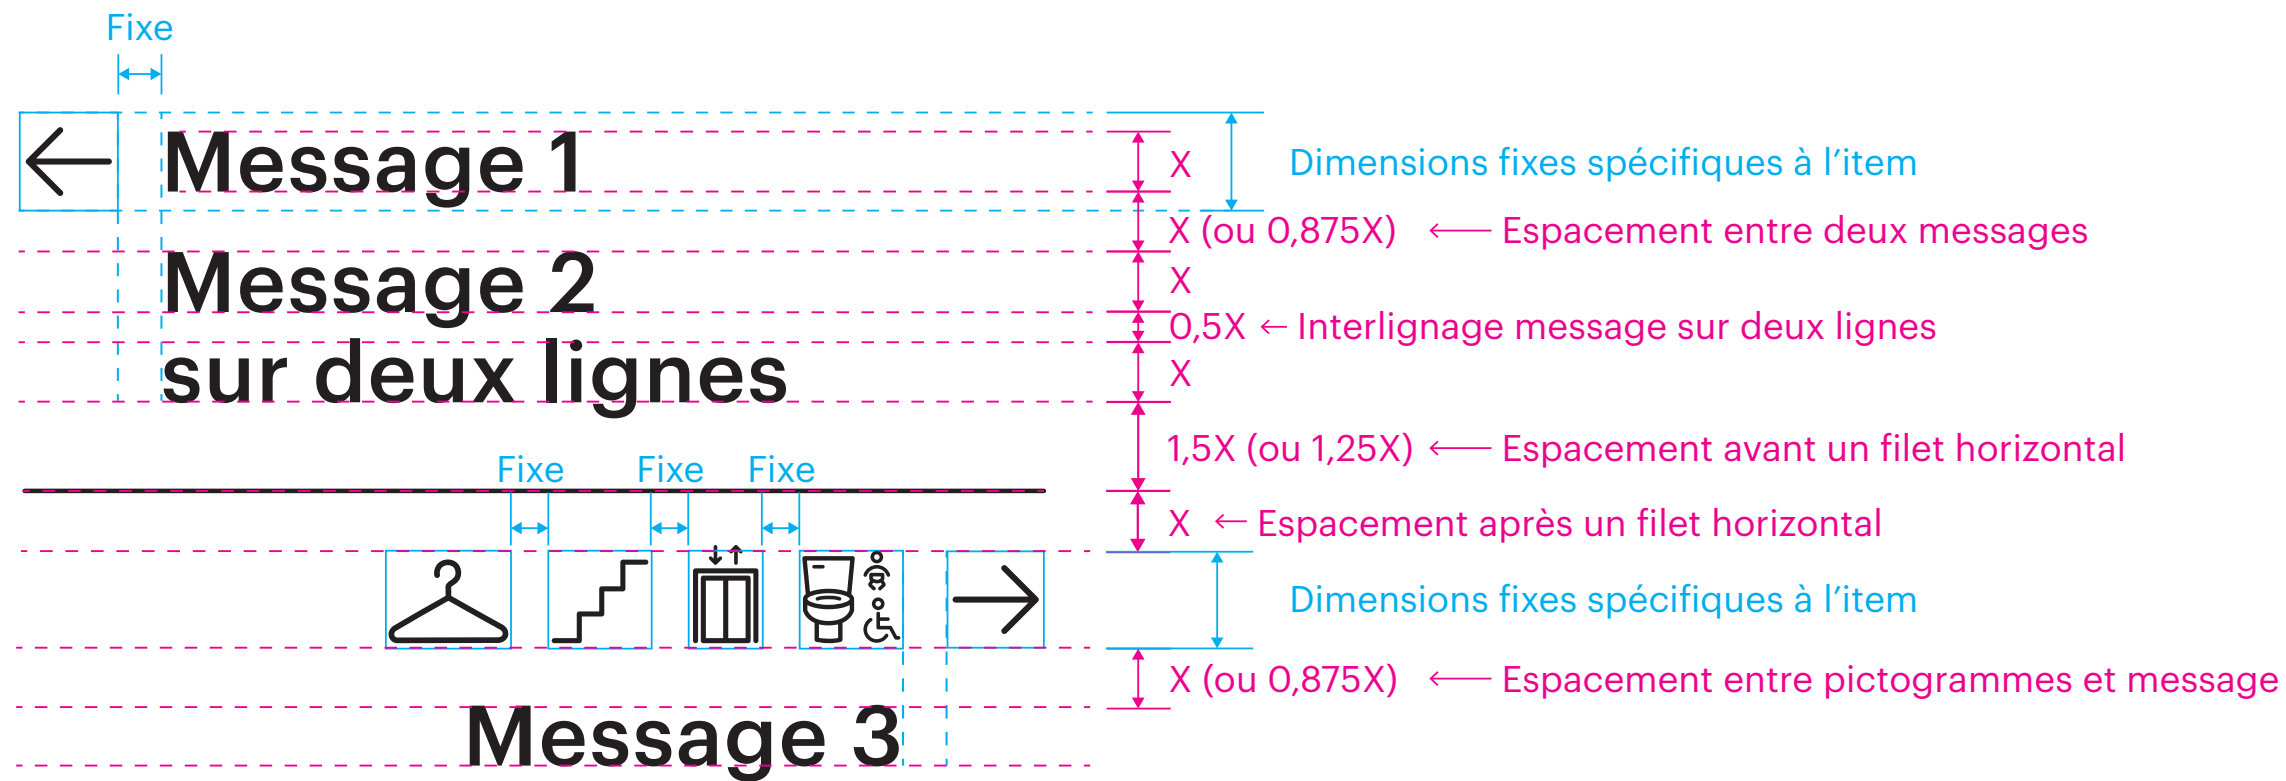 Fixe
Message 1
X
Dimensions fixes spécifiques à l’item
X (ou 0,875X) ← Espacement entre deux messages
Message 2
X
0,5X ← Interlignage message sur deux lignes
sur deux lignes
X
1,5X (ou 1,25X) ← Espacement avant un filet horizontal
Fixe Fixe Fixe
X ← Espacement après un filet horizontal
Dimensions fixes spécifiques à l’item
X (ou 0,875X) ← Espacement entre pictogrammes et message
Message 3